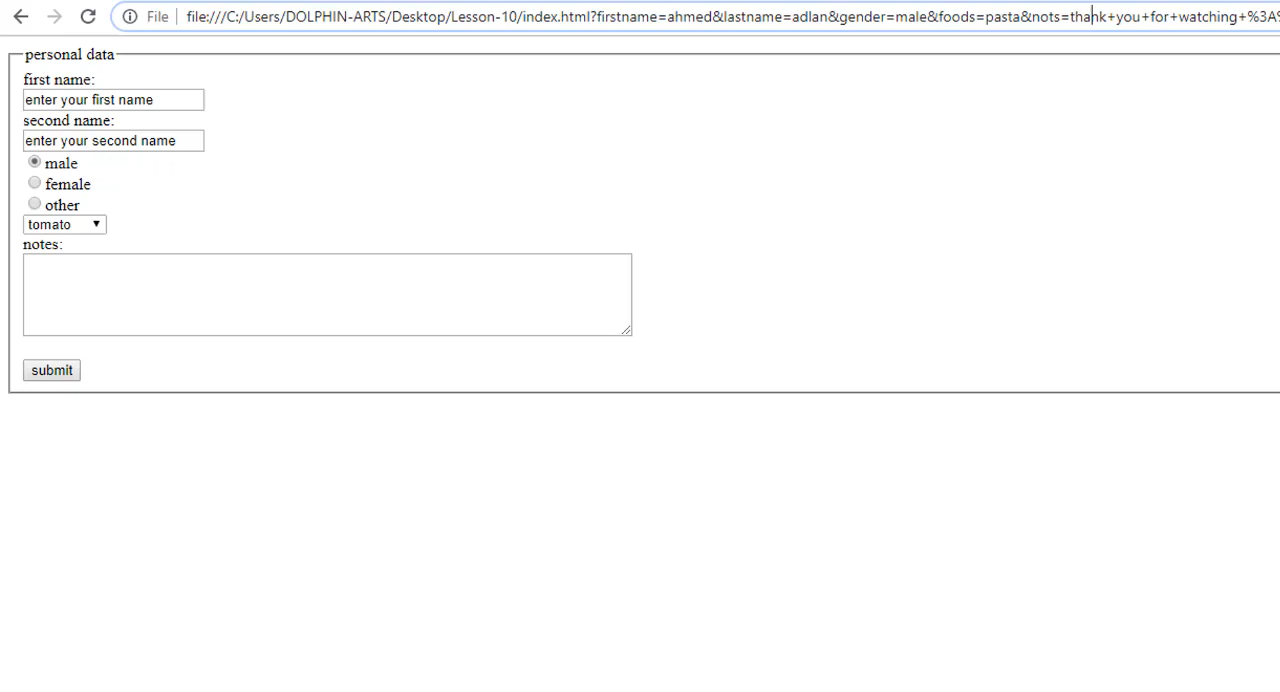 File file:///C:/Users/DOLPHIN-ARTS/Desktop/Lesson-10/index.html?firstname=ahmed&lastname=adlan&gender=male&foods=pasta&nots=thank+you+for+watching+%3A%
personal data
first name:
enter your first name
second name:
enter your second name
male
female
other
tomato
notes:
submit